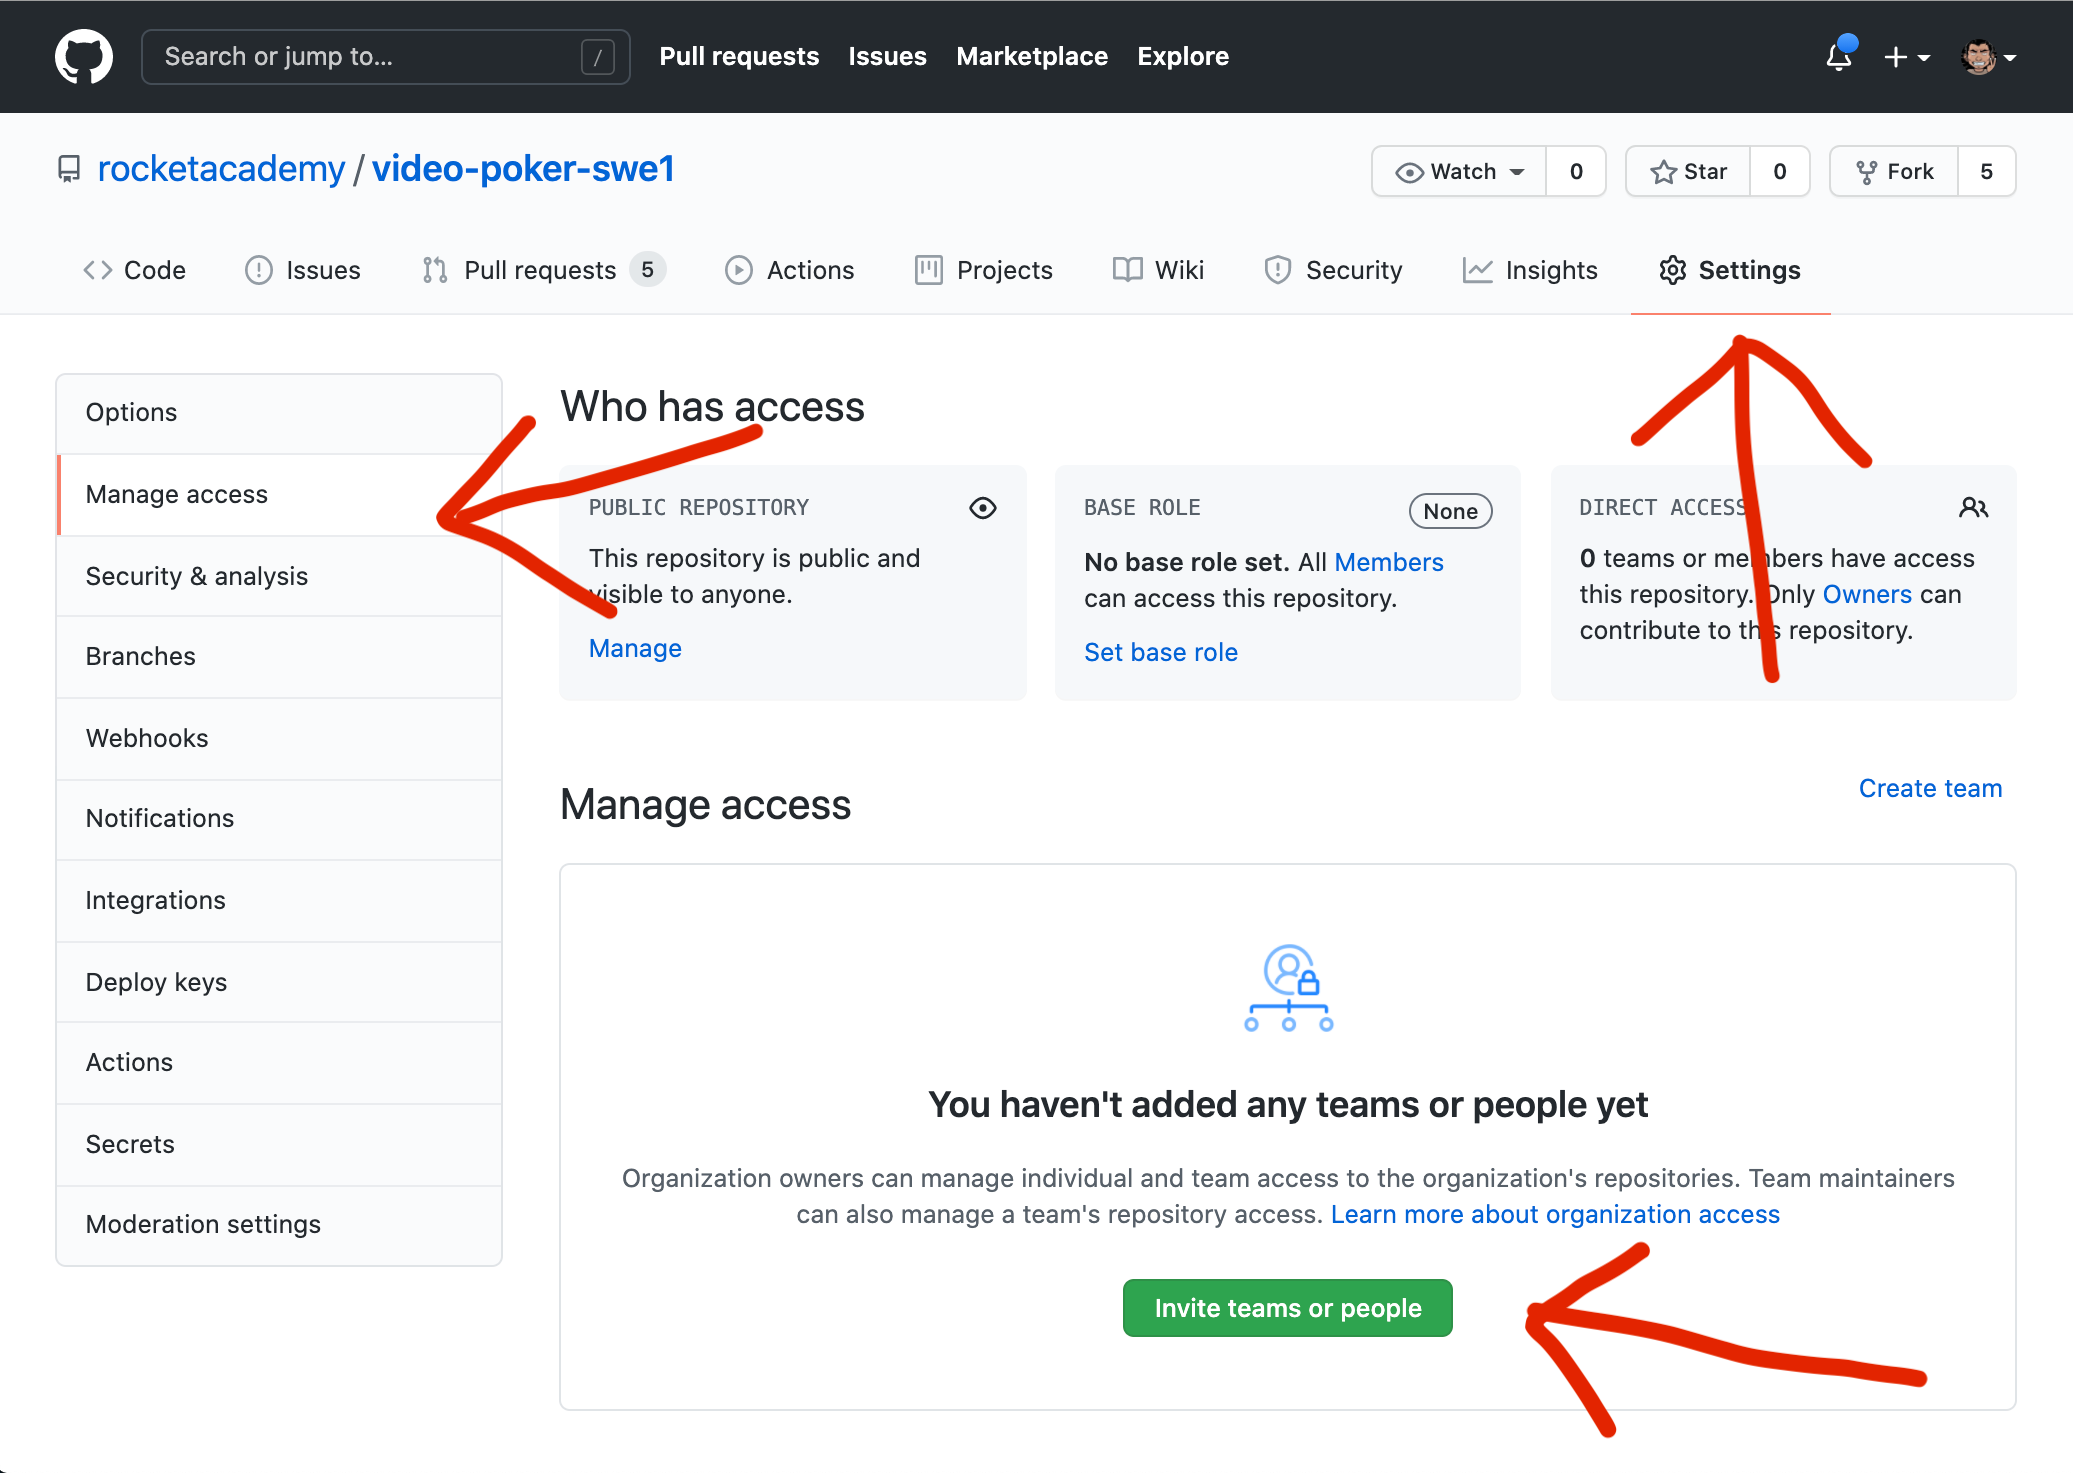 Search or jump to...
/
Pull requests
Issues
Marketplace
Explore
rocketacademy / video-poker-swe1
Watch
0
Star
0
Fork
5
Code
Issues
Pull requests
5
Actions
Projects
Wiki
Security
Insights
Settings
Options
Manage access
Security & analysis
Branches
Webhooks
Notifications
Integrations
Deploy keys
Actions
Secrets
Moderation settings
Who has access
PUBLIC REPOSITORY
This repository is public and
visible to anyone.
Manage
BASE ROLE
None
No base role set. All Members
can access this repository.
Set base role
DIRECT ACCESS
0 teams or members have access
this repository. Only Owners can
contribute to this repository.
Manage access
Create team
You haven't added any teams or people yet
Organization owners can manage individual and team access to the organization's repositories. Team maintainers
can also manage a team's repository access. Learn more about organization access
Invite teams or people